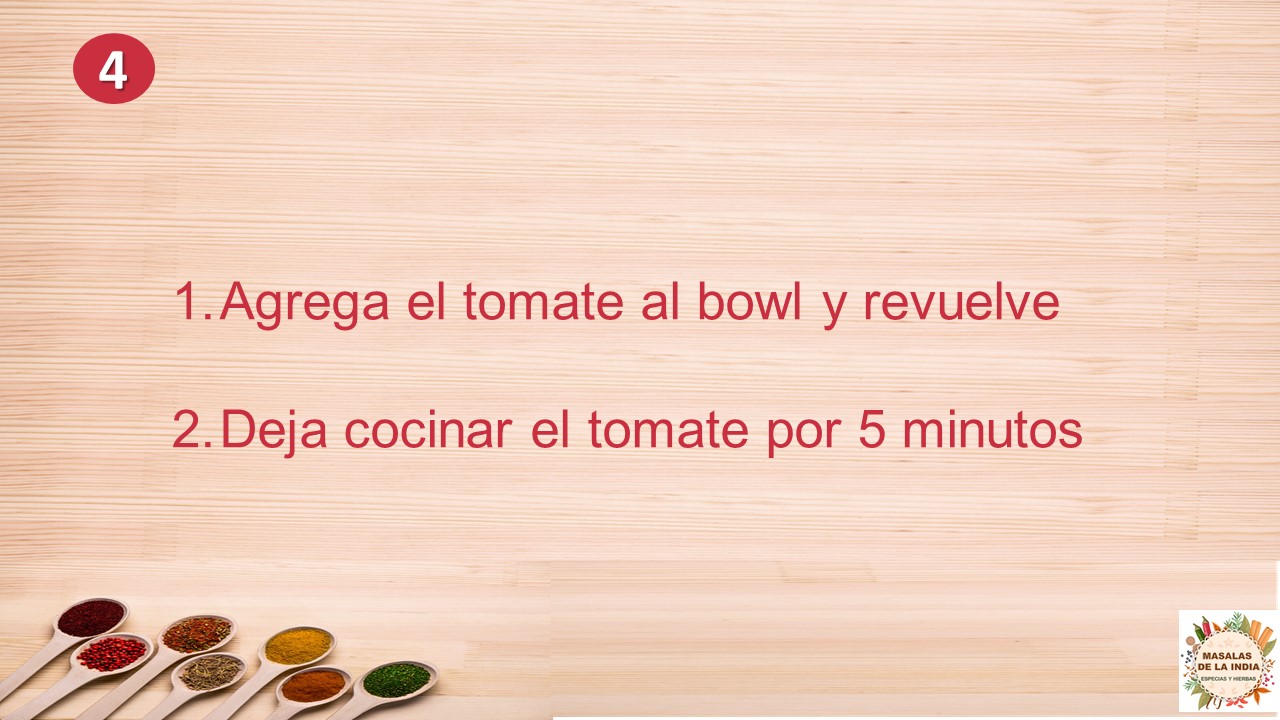 4
1. Agrega el tomate al bowl y revuelve
2. Deja cocinar el tomate por 5 minutos
MASALAS
DE LA INDIA
ESPECIAS Y HIERBAS